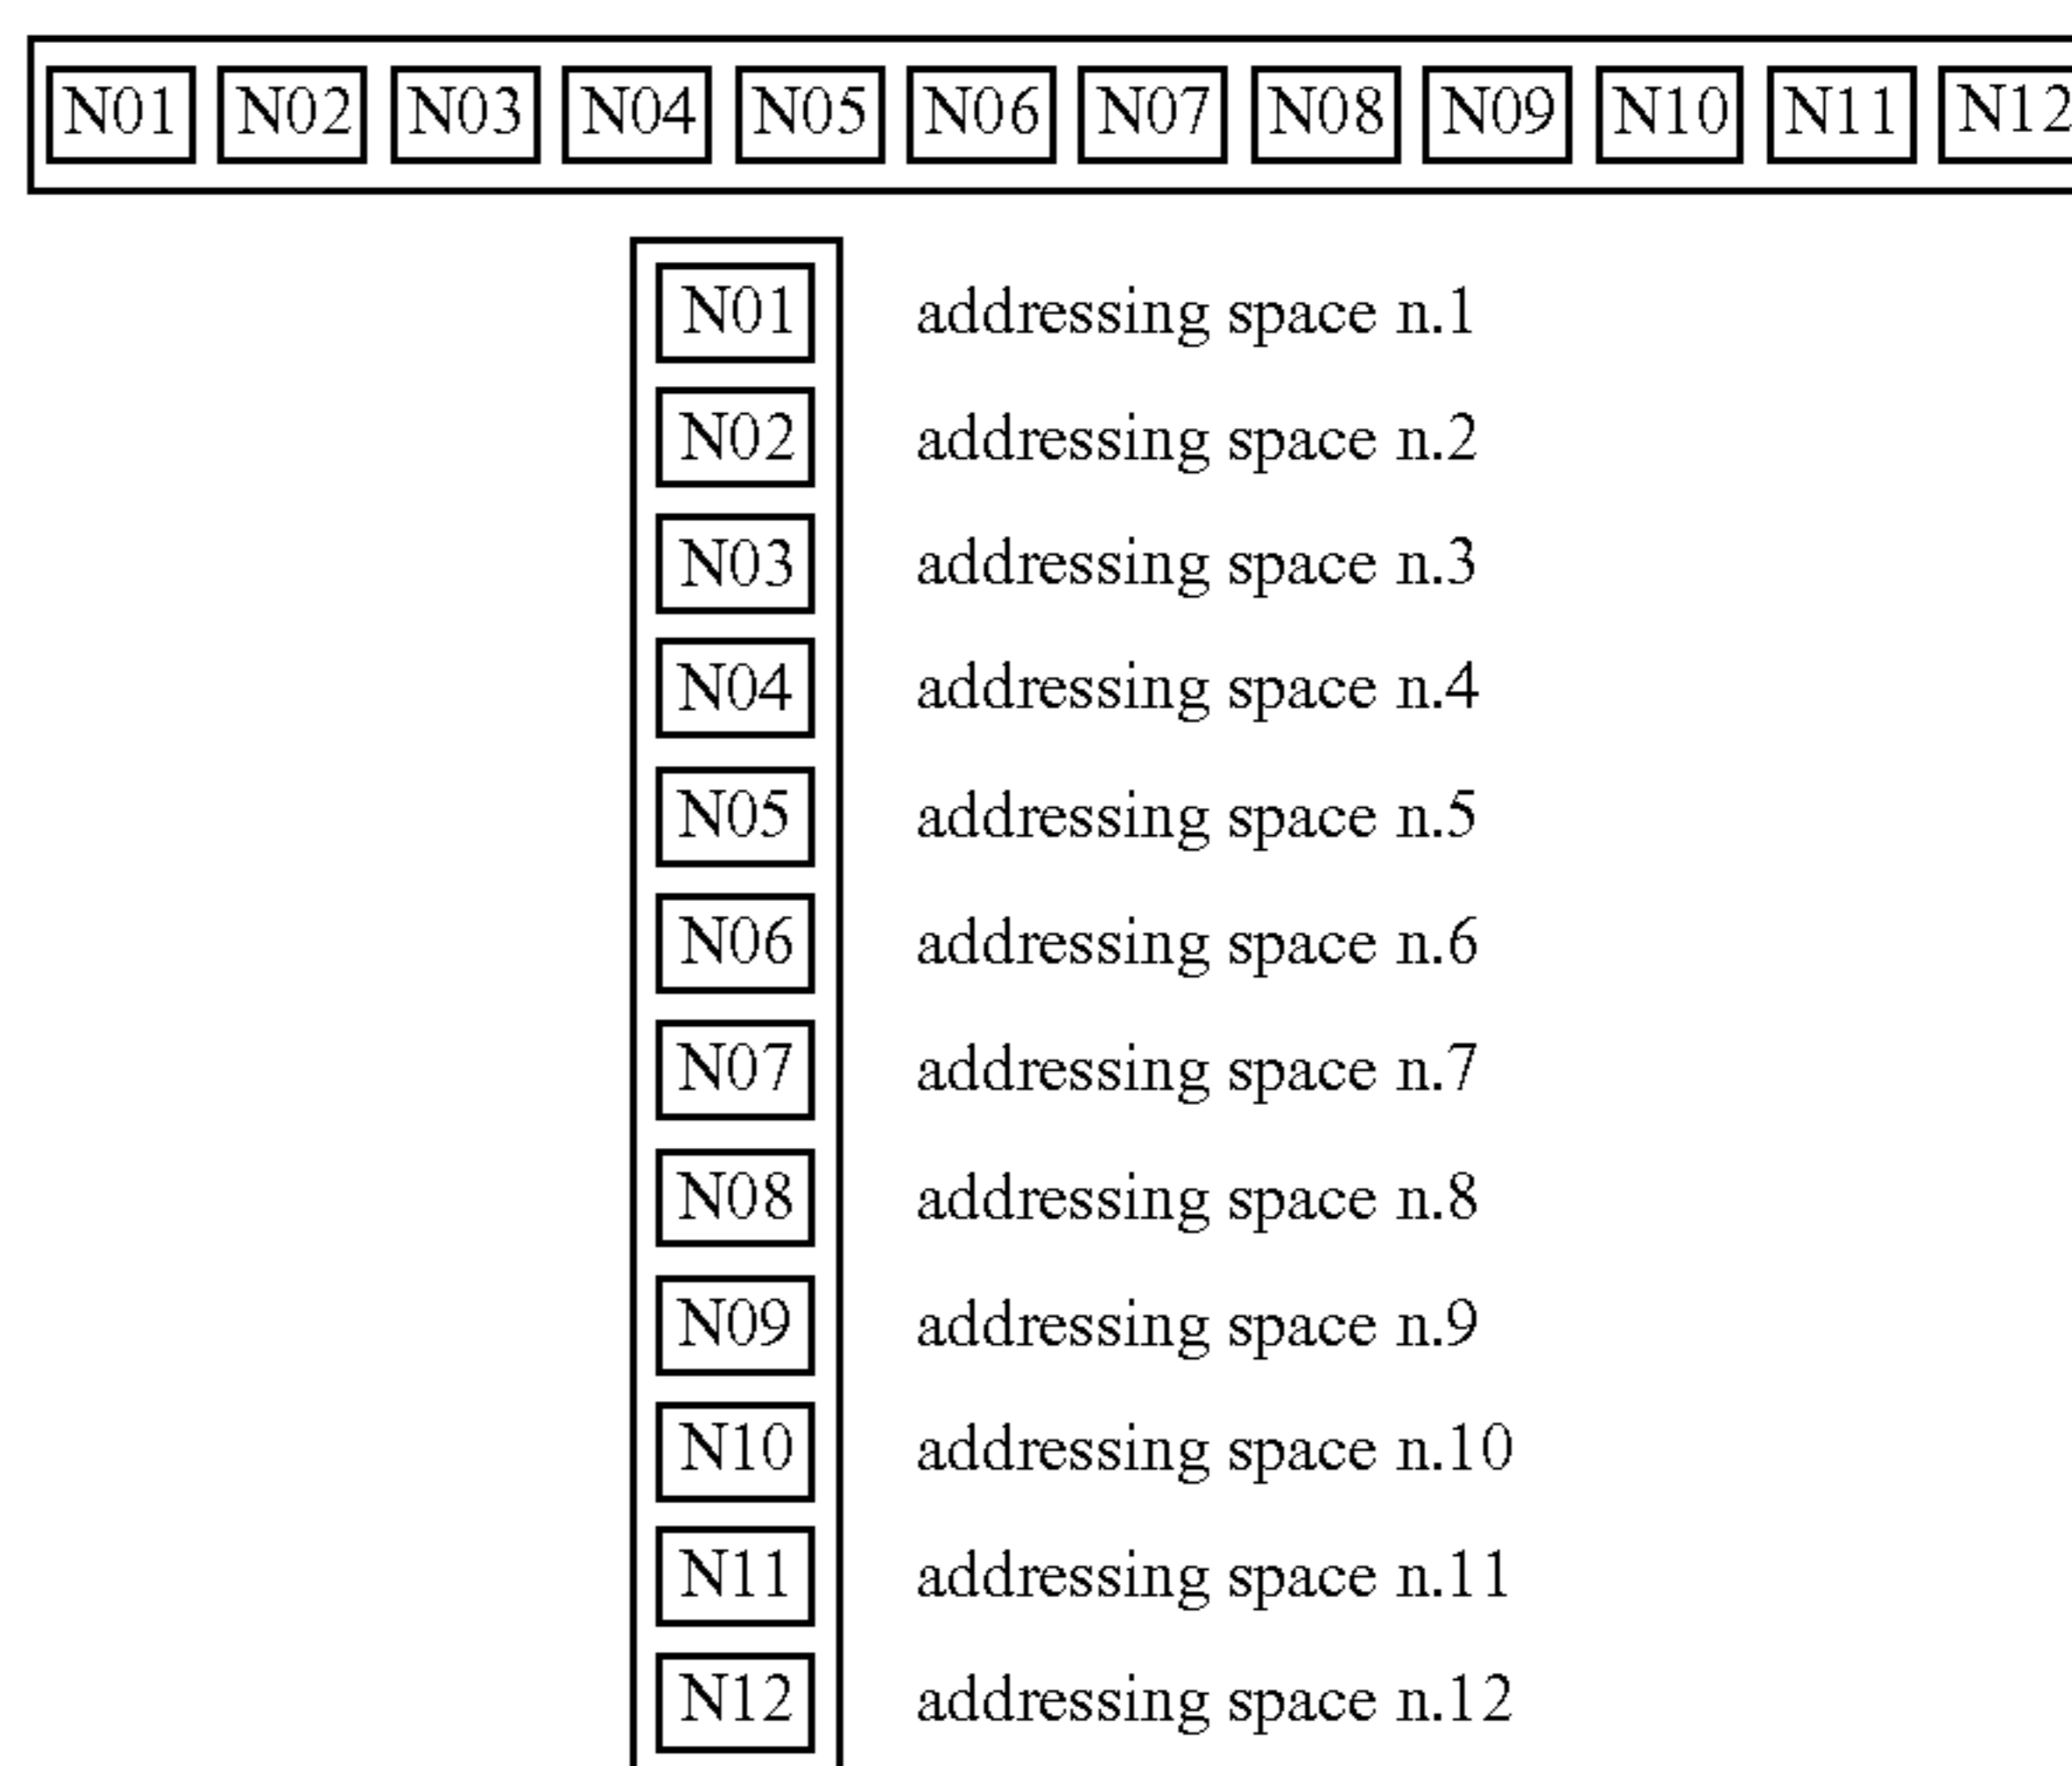 N01 N02 N03 N04 N05 N06 N07 N08 N09 N10 N11 N12
N01 addressing space n.1
N02 addressing space n.2
N03 addressing space n.3
N04 addressing space n.4
N05 addressing space n.5
N06 addressing space n.6
N07 addressing space n.7
N08 addressing space n.8
N09 addressing space n.9
N10 addressing space n.10
N11 addressing space n.11
N12 addressing space n.12